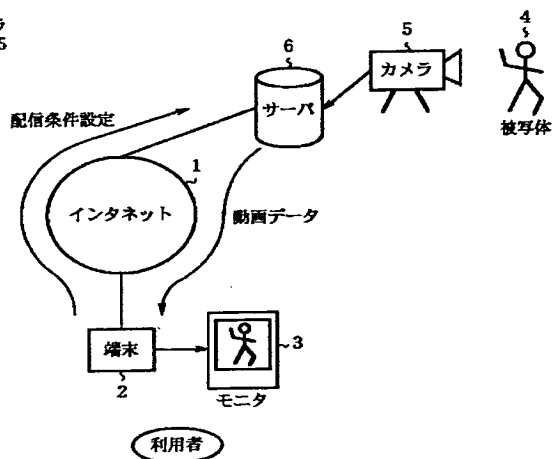 ラ
5
4
5
6
カメラ
サーバ
被写体
配信条件設定
1
インタネット
動画データ
端末
3
2
モニタ
利用者